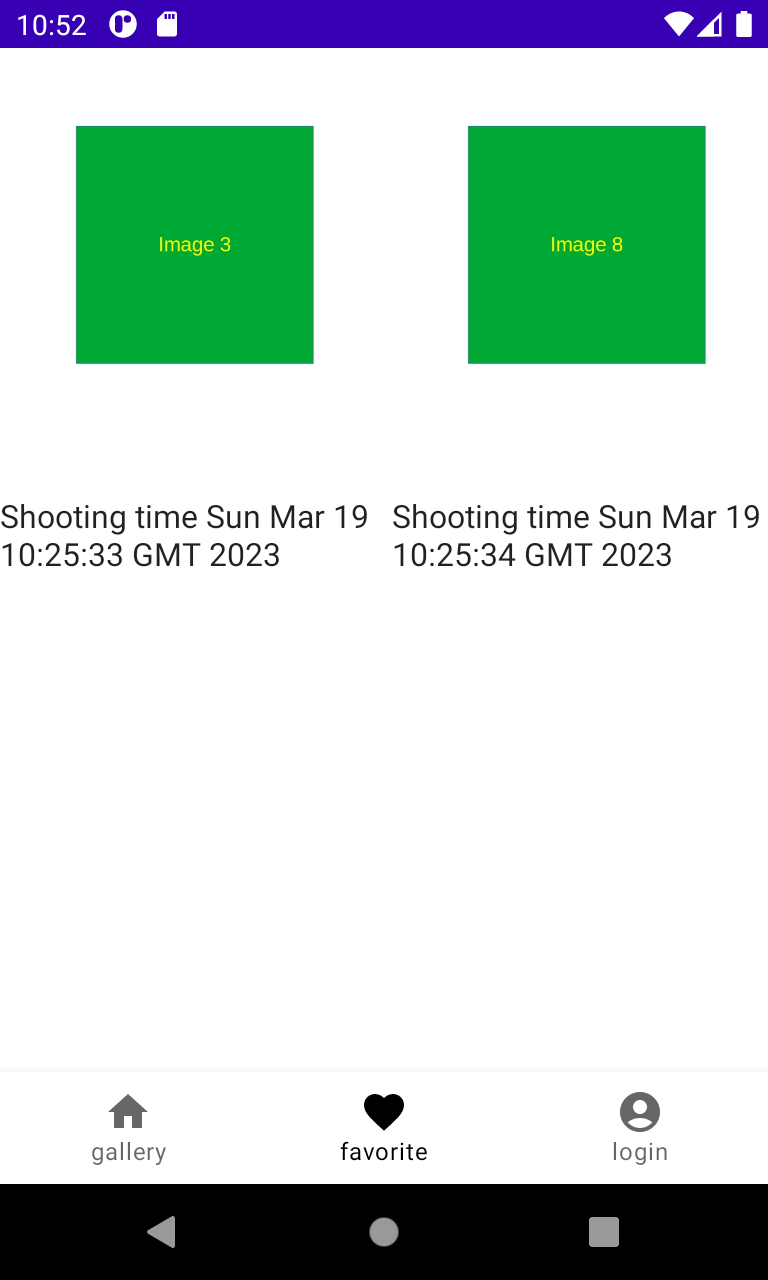 10:52
Image 3
Image 8
Shooting time Sun Mar 19
10:25:33 GMT 2023
Shooting time Sun Mar 19
10:25:34 GMT 2023
gallery
favorite
login